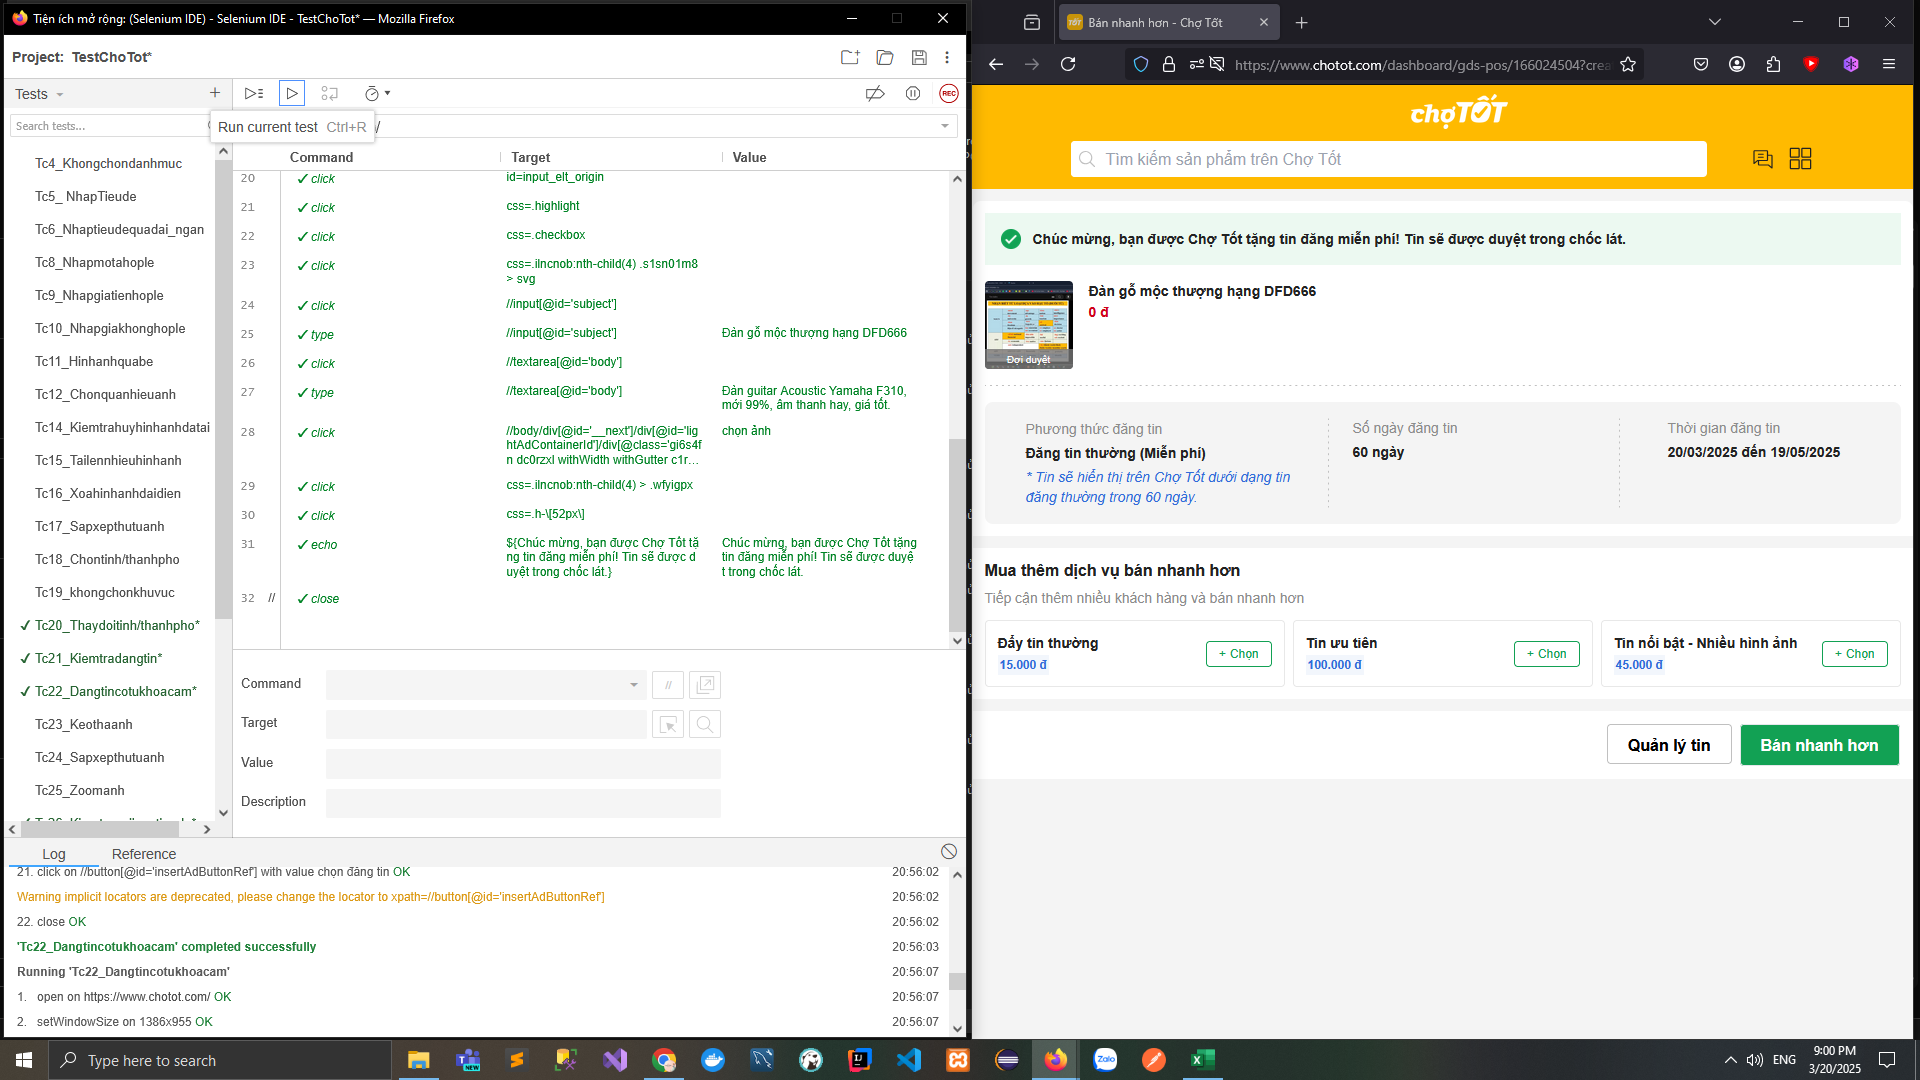 Tiện ích mở rộng: (Selenium IDE) - Selenium IDE - TestChoTot* — Mozilla Firefox
Project: TestChoTot*
Tests
Search tests...
Run current test Ctrl+R
/
Command Target Value
Tc4_Khongchondanhmuc
Tc5_ NhapTieude
Tc6_Nhaptieudequadai_ngan
Tc8_Nhapmotahople
Tc9_Nhapgiatienhople
Tc10_Nhapgiakhonghople
Tc11_Hinhanhquabe
Tc12_Chonquanhieuanh
Tc14_Kiemtrahuyhinhanhdatai
Tc15_Tailennhieuhinhanh
Tc16_Xoahinhanhdaidien
Tc17_Sapxepthutuanh
Tc18_Chontinh/thanhpho
Tc19_khongchonkhuvuc
✓ Tc20_Thaydoitinh/thanhpho*
✓ Tc21_Kiemtradangtin*
✓ Tc22_Dangtincotukhoacam*
Tc23_Keothaanh
Tc24_Sapxepthutuanh
Tc25_Zoomanh
20 ✓ click id=input_elt_origin
21 ✓ click css=.highlight
22 ✓ click css=.checkbox
23 ✓ click css=.ilncnob:nth-child(4) .s1sn01m8
> svg
24 ✓ click //input[@id='subject']
25 ✓ type //input[@id='subject'] Đàn gỗ mộc thượng hạng DFD666
26 ✓ click //textarea[@id='body']
27 ✓ type //textarea[@id='body'] Đàn guitar Acoustic Yamaha F310,
mới 99%, âm thanh hay, giá tốt.
28 ✓ click //body/div[@id='__next']/div[@id='lig chọn ảnh
htAdContainerId']/div[@class='gi6s4f
n dc0rzxl withWidth withGutter c1r...
29 ✓ click css=.ilncnob:nth-child(4) > .wfyigpx
30 ✓ click css=.h-\[52px\]
31 ✓ echo ${Chúc mừng, bạn được Chợ Tốt tặ Chúc mừng, bạn được Chợ Tốt tặng
ng tin đăng miễn phí! Tin sẽ được d tin đăng miễn phí! Tin sẽ được duyệ
uyệt trong chốc lát.} t trong chốc lát.
32 // ✓ close
Command //
Target
Value
Description
Log Reference
21. click on //button[@id='insertAdButtonRef'] with value chọn đăng tin OK 20:56:02
Warning implicit locators are deprecated, please change the locator to xpath=//button[@id='insertAdButtonRef'] 20:56:02
22. close OK 20:56:02
'Tc22_Dangtincotukhoacam' completed successfully 20:56:03
Running 'Tc22_Dangtincotukhoacam' 20:56:07
1. open on https://www.chotot.com/ OK 20:56:07
2. setWindowSize on 1386x955 OK 20:56:07
REC
Bán nhanh hơn - Chợ Tốt
https://www.chotot.com/dashboard/gds-pos/166024504?crea
chợTỐT
Tìm kiếm sản phẩm trên Chợ Tốt
Chúc mừng, bạn được Chợ Tốt tặng tin đăng miễn phí! Tin sẽ được duyệt trong chốc lát.
Đàn gỗ mộc thượng hạng DFD666
0 đ
Đợi duyệt
Phương thức đăng tin
Đăng tin thường (Miễn phí)
* Tin sẽ hiển thị trên Chợ Tốt dưới dạng tin
đăng thường trong 60 ngày.
Số ngày đăng tin
60 ngày
Thời gian đăng tin
20/03/2025 đến 19/05/2025
Mua thêm dịch vụ bán nhanh hơn
Tiếp cận thêm nhiều khách hàng và bán nhanh hơn
Đẩy tin thường
15.000 đ
+ Chọn
Tin ưu tiên
100.000 đ
+ Chọn
Tin nổi bật - Nhiều hình ảnh
45.000 đ
+ Chọn
Quản lý tin
Bán nhanh hơn
Type here to search
NEW
Zalo
ENG
9:00 PM
3/20/2025